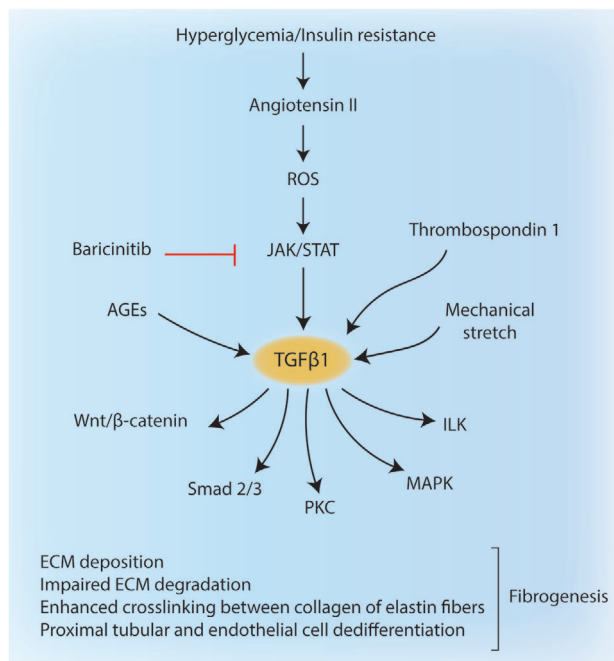 Hyperglycemia/Insulin resistance
Angiotensin II
ROS
Thrombospondin 1
Baricinitib
JAK/STAT
AGEs
Mechanical
stretch
TGFβ1
Wnt/β-catenin
ILK
Smad 2/3
MAPK
PKC
ECM deposition
Impaired ECM degradation
Enhanced crosslinking between collagen of elastin fibers
Proximal tubular and endothelial cell dedifferentiation
Fibrogenesis